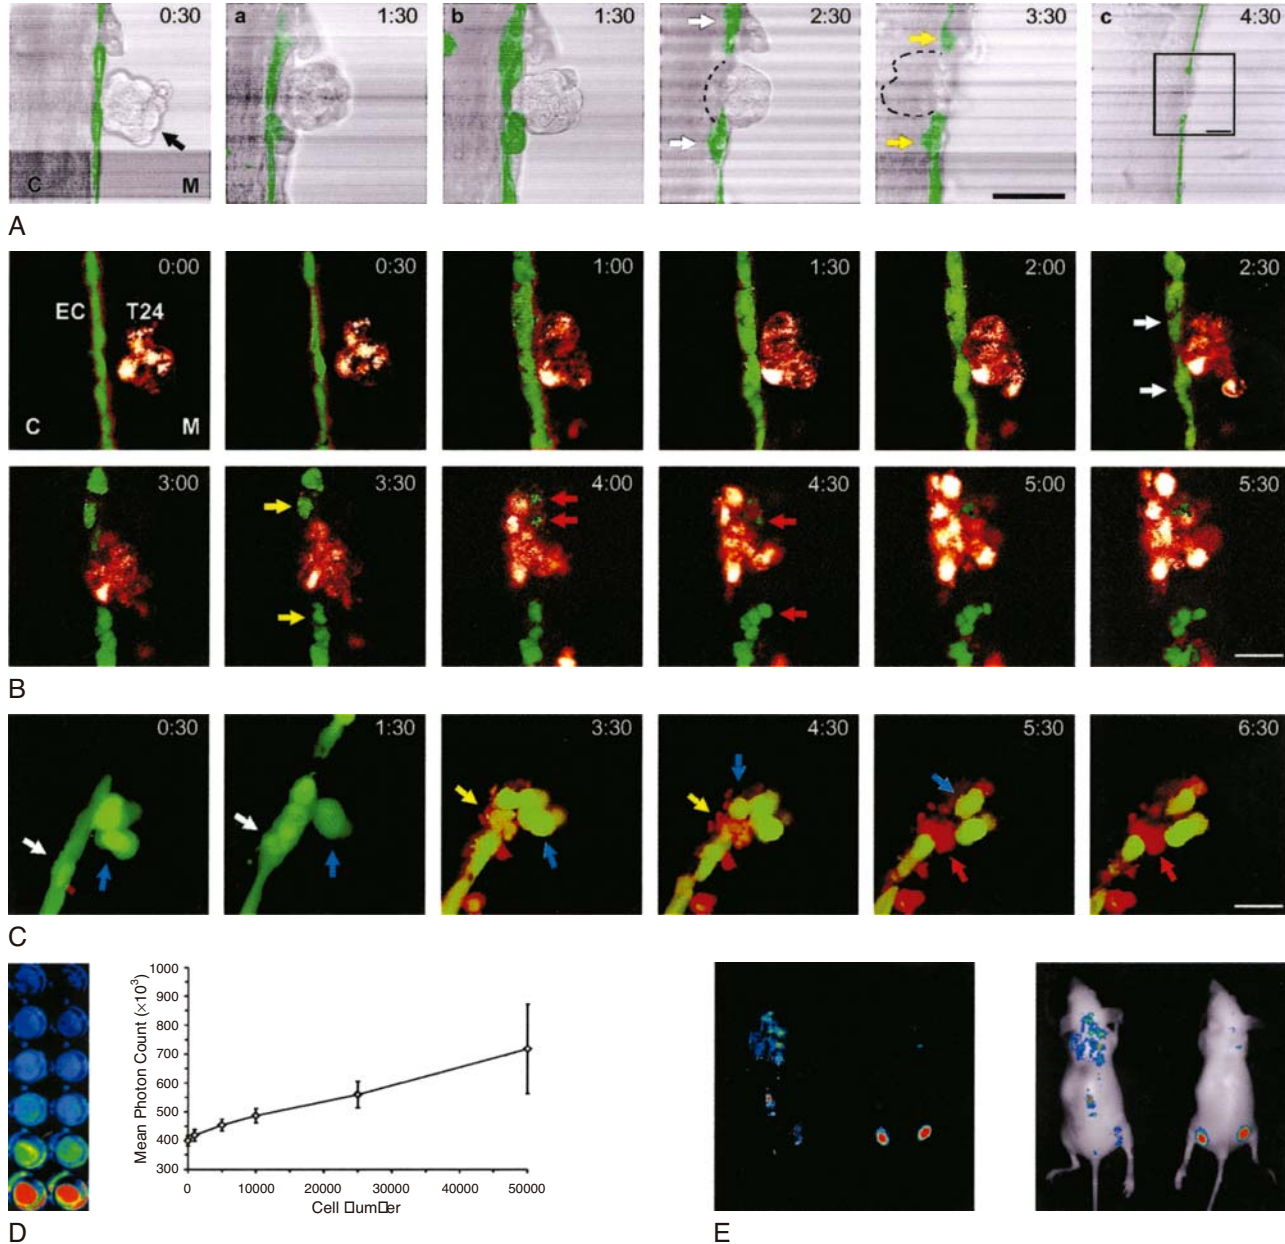 0:30 a 1:30 b 1:30 2:30 3:30 c 4:30
C M
A
0:00 0:30 1:00 1:30 2:00 2:30
EC T24
C M
3:00 3:30 4:00 4:30 5:00 5:30
B
0:30 1:30 3:30 4:30 5:30 6:30
C
Mean Photon Count (×10³)
1000
900
800
700
600
500
400
300
0 10000 20000 30000 40000 50000
Cell □um□er
D
E